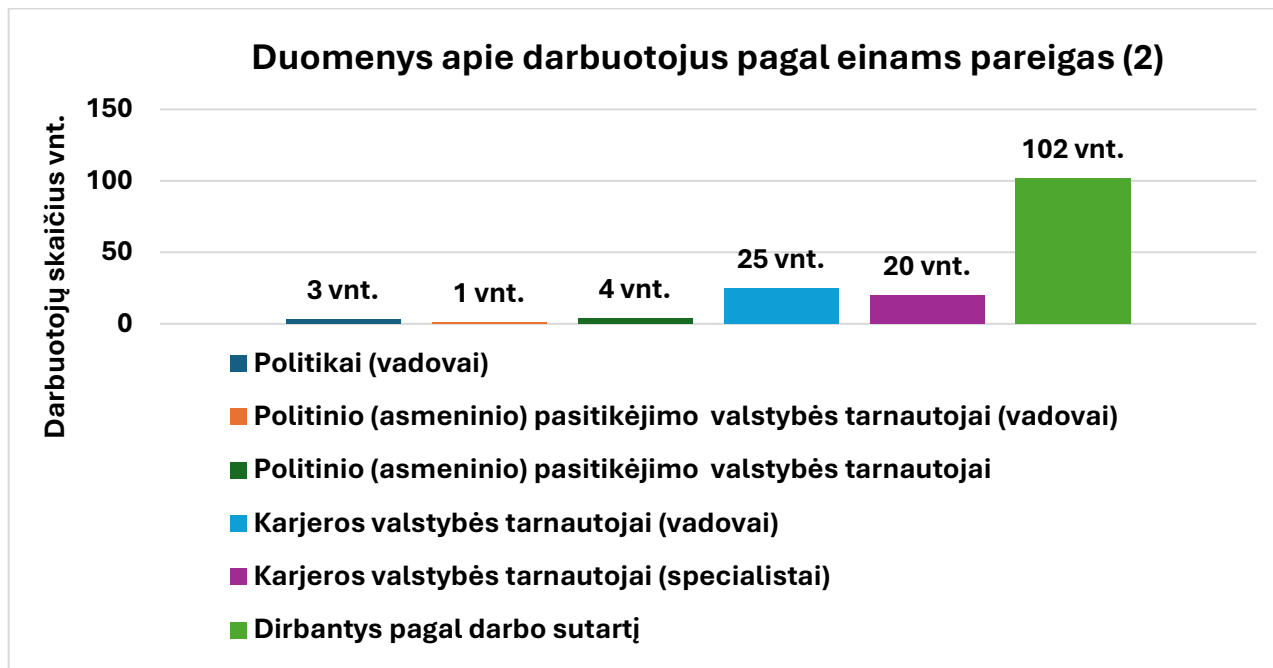 Duomenys apie darbuotojus pagal einams pareigas (2)
Darbuotojų skaičius vnt.
150
100
50
0
3 vnt.
1 vnt.
4 vnt.
25 vnt.
20 vnt.
102 vnt.
Politikai (vadovai)
Politinio (asmeninio) pasitikėjimo  valstybės tarnautojai (vadovai)
Politinio (asmeninio) pasitikėjimo  valstybės tarnautojai
Karjeros valstybės tarnautojai (vadovai)
Karjeros valstybės tarnautojai (specialistai)
Dirbantys pagal darbo sutartį